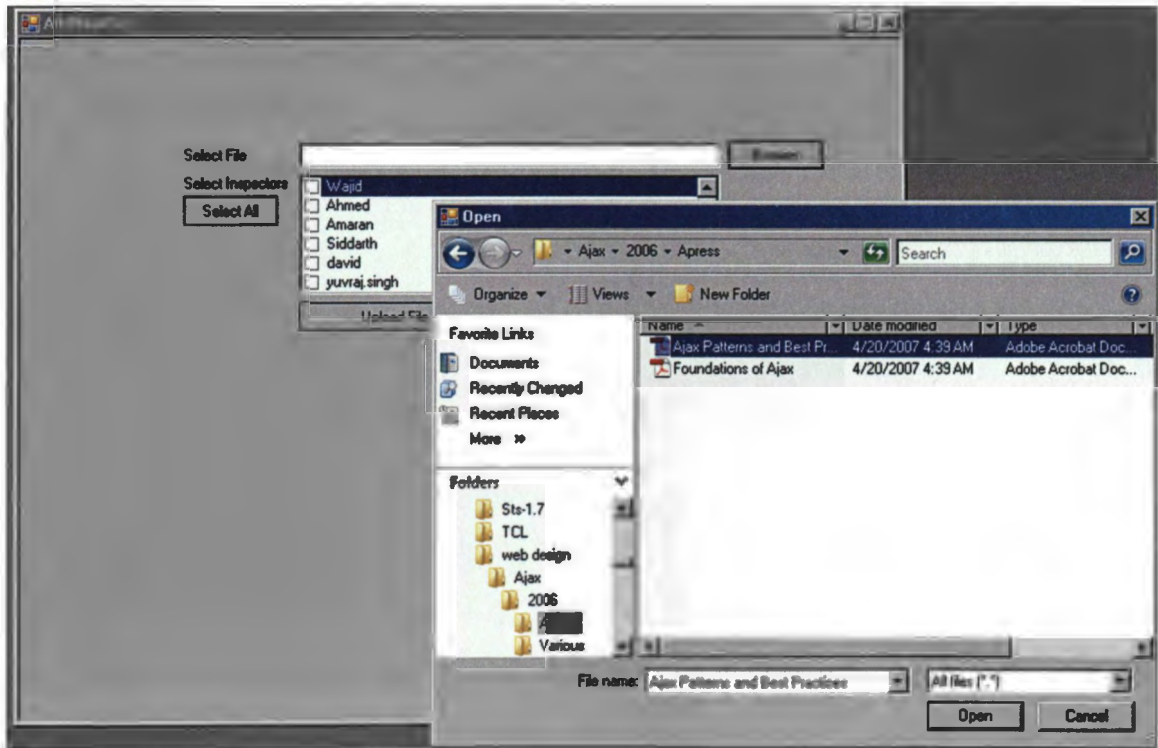 Select File
Select Inspectors
Select All
Wajid
Ahmed
Amaran
Siddarth
david
yuvraj.singh
Upload File
Open
Ajax 2006 Apress
Search
Organize Views New Folder
Favorite Links
Documents
Recently Changed
Recent Places
More »
Folders
Sts-1.7
TCL
web design
Ajax
2006
Various
Name Date modified Type
Ajax Patterns and Best Pr... 4/20/2007 4:39 AM Adobe Acrobat Doc...
Foundations of Ajax 4/20/2007 4:39 AM Adobe Acrobat Doc...
File name: Ajax Patterns and Best Practices All files (*.*)
Open Cancel